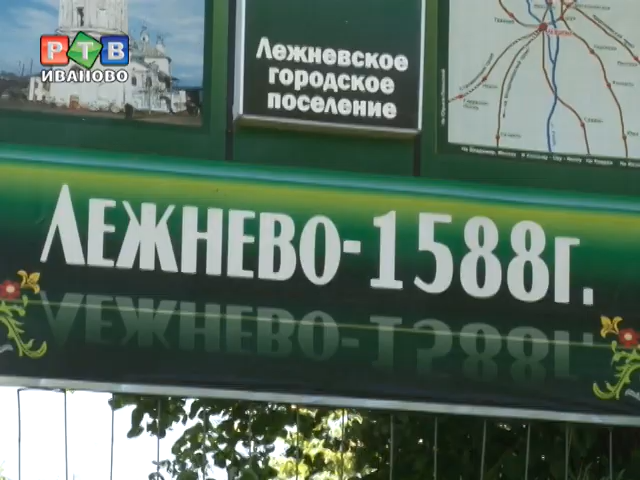 РТВ
ИВАНОВО
Лежневское
городское
поселение
ЛЕЖНЕВО-1588г.